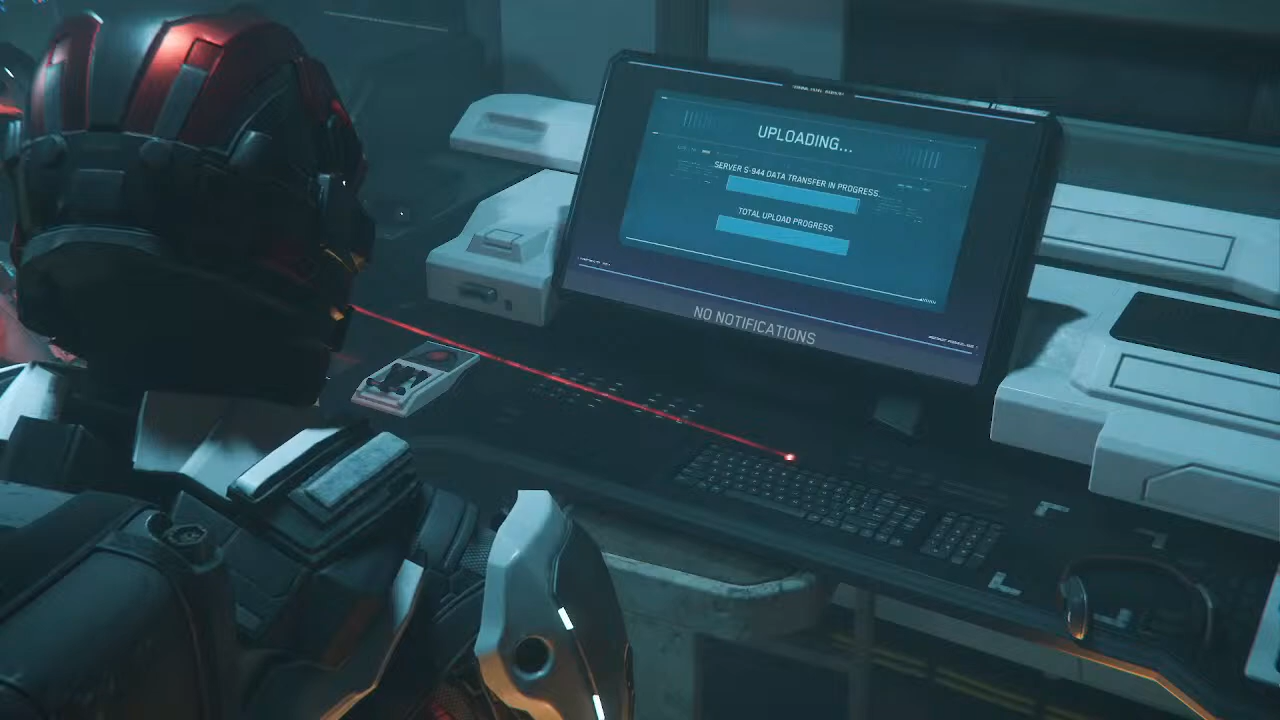 UPLOADING...
SERVER S-944 DATA TRANSFER IN PROGRESS.
TOTAL UPLOAD PROGRESS
NO NOTIFICATIONS